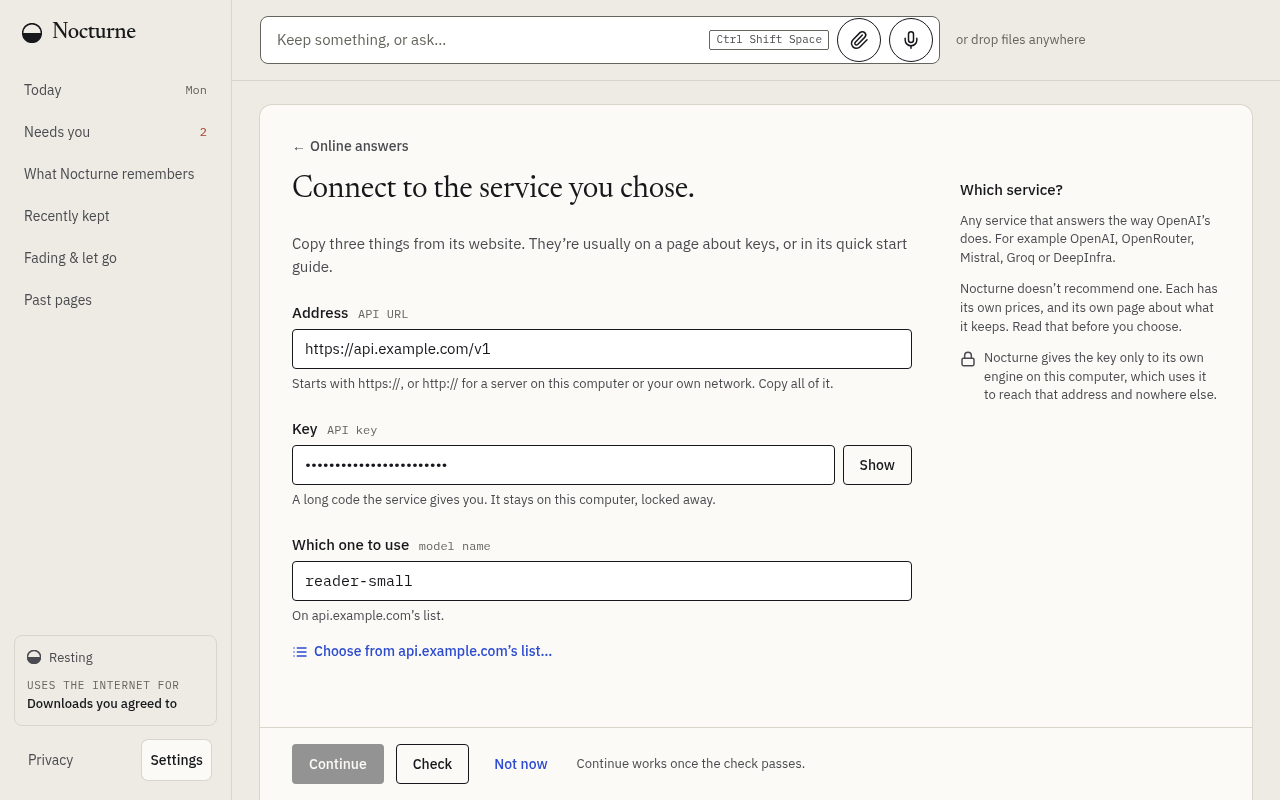 Nocturne
Today Mon
Needs you 2
What Nocturne remembers
Recently kept
Fading & let go
Past pages
Resting
USES THE INTERNET FOR
Downloads you agreed to
Privacy Settings
Keep something, or ask… Ctrl Shift Space or drop files anywhere
← Online answers
Connect to the service you chose.
Copy three things from its website. They’re usually on a page about keys, or in its quick start
guide.
Address API URL
https://api.example.com/v1
Starts with https://, or http:// for a server on this computer or your own network. Copy all of it.
Key API key
••••••••••••••••••••••••
Show
A long code the service gives you. It stays on this computer, locked away.
Which one to use model name
reader-small
On api.example.com’s list.
Choose from api.example.com’s list…
Which service?
Any service that answers the way OpenAI’s
does. For example OpenAI, OpenRouter,
Mistral, Groq or DeepInfra.
Nocturne doesn’t recommend one. Each has
its own prices, and its own page about what
it keeps. Read that before you choose.
Nocturne gives the key only to its own
engine on this computer, which uses it
to reach that address and nowhere else.
Continue Check Not now Continue works once the check passes.